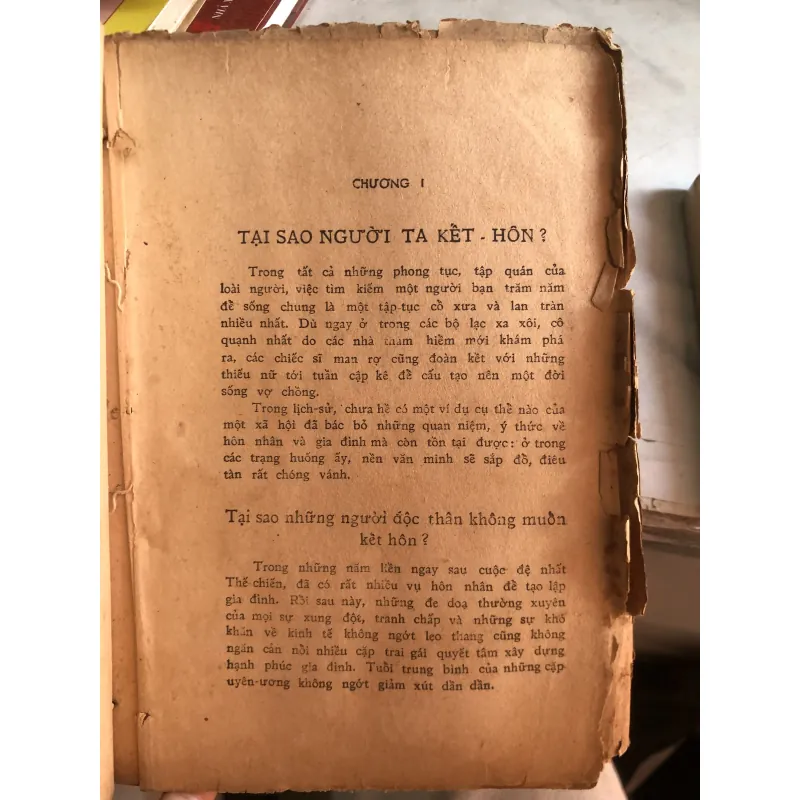 CHƯƠNG I
TẠI SAO NGƯỜI TA KẾT - HÔN ?
Trong tất cả những phong tục, tập quán của
loài người, việc tìm kiếm một người bạn trăm năm
để sống chung là một tập-tục cổ xưa và lan tràn
nhiều nhất. Dù ngay ở trong các bộ lạc xa xôi, cô
quạnh nhất do các nhà thám hiểm mới khám phá
ra, các chiếc sĩ man rợ cũng đoàn kết với những
thiếu nữ tới tuần cập kê để cấu tạo nên một đời
sống vợ chồng.
Trong lịch-sử, chưa hề có một ví dụ cụ thể nào của
một xã hội đã bác bỏ những quan niệm, ý thức về
hôn nhân và gia đình mà còn tồn tại được : ở trong
các trạng huống ấy, nền văn minh sẽ sắp đổ, điêu
tàn rất chóng vánh.
Tại sao những người độc thân không muốn
kết hôn ?
Trong những năm liền ngay sau cuộc đệ nhất
Thế-chiến, đã có rất nhiều vụ hôn nhân để tạo lập
gia đình. Rồi sau này, những đe doạ thường xuyên
của mọi sự xung đột, tranh chấp và những sự khó
khăn về kinh tế không ngớt leo thang cũng không
ngăn cản nổi nhiều cặp trai gái quyết tâm xây dựng
hạnh phúc gia đình. Tuổi trung bình của những cặp
uyên-ương không ngớt giảm xút dần dần.